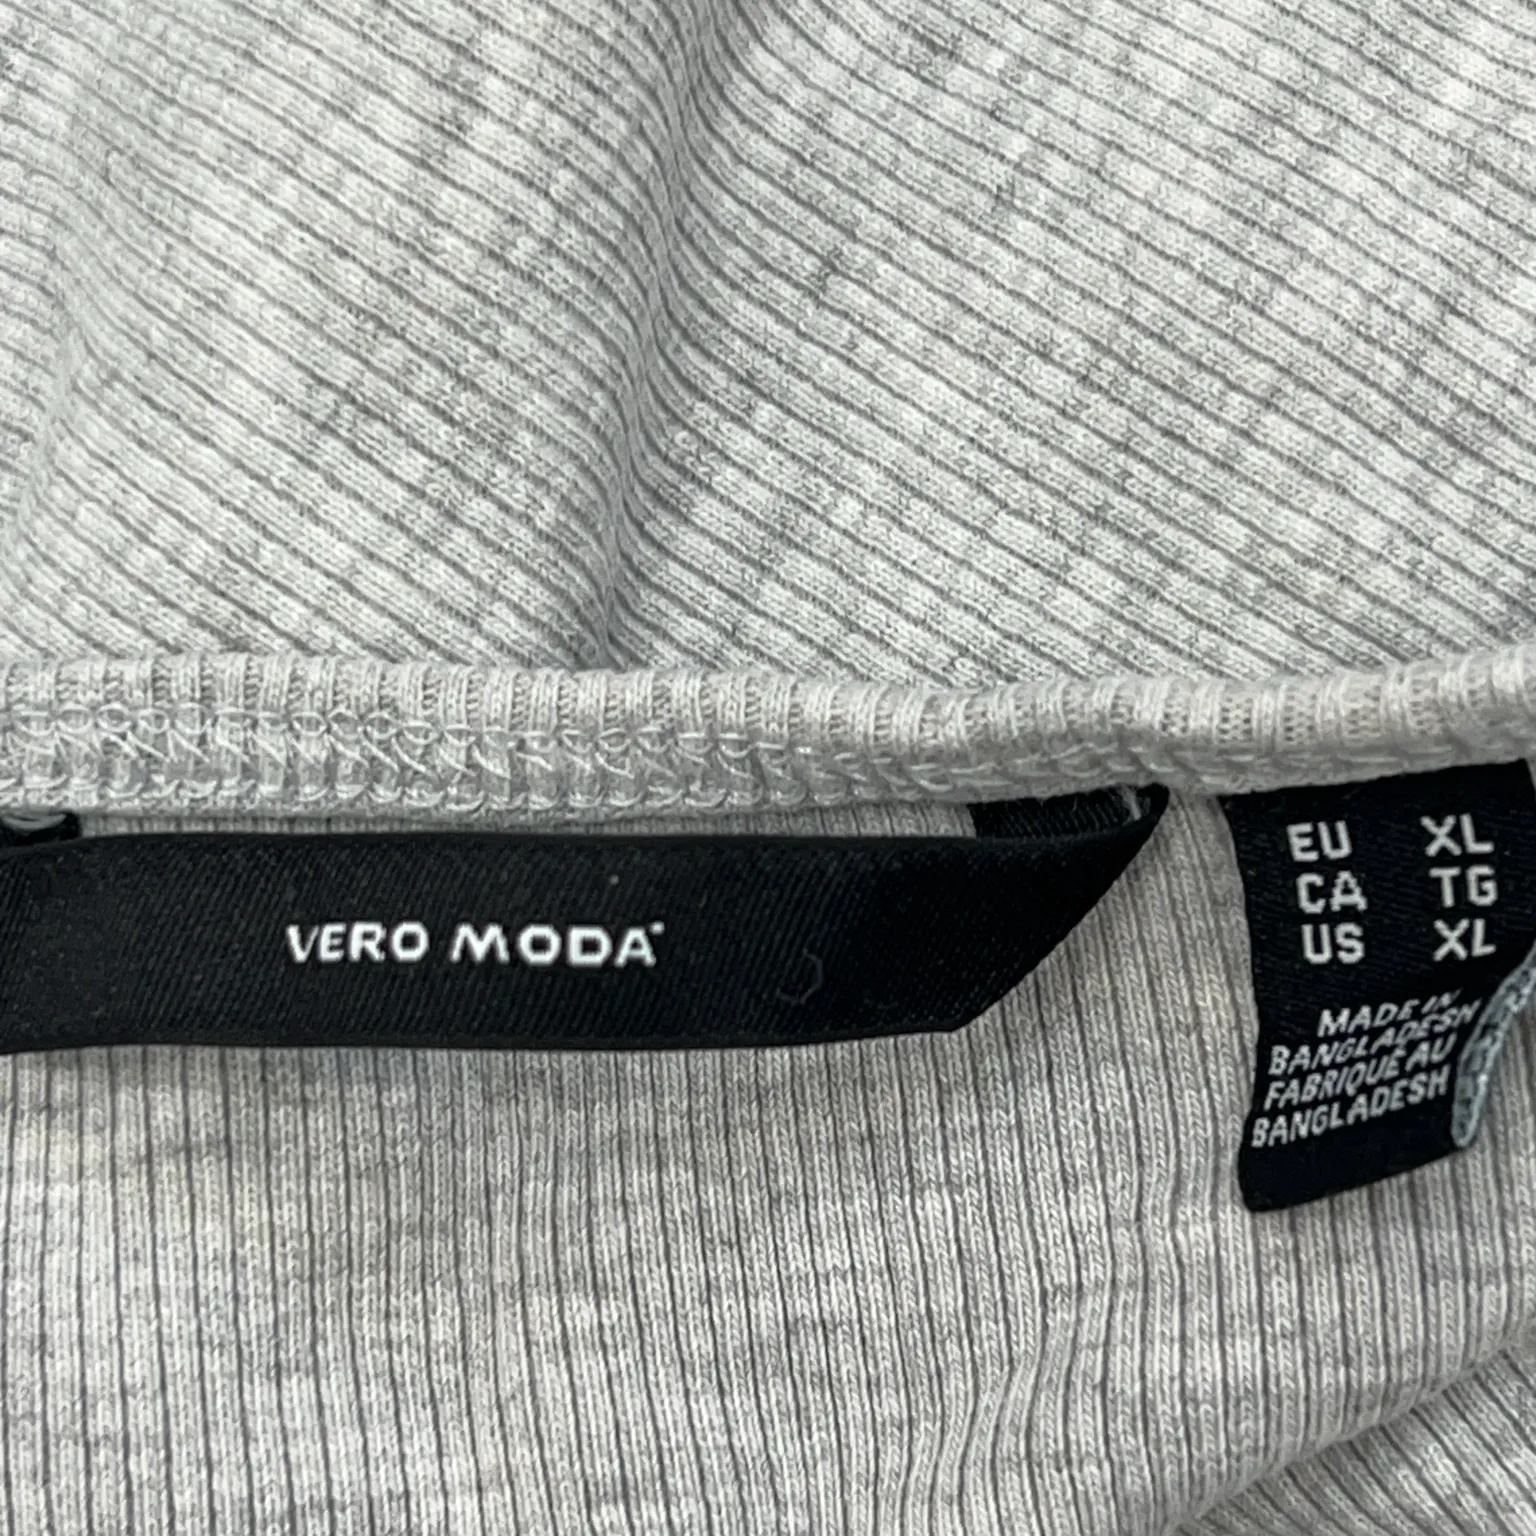 VERO MODA
EU XL
CA TG
US XL
MADE IN
BANGLADESH
FABRIQUÉ AU
BANGLADESH